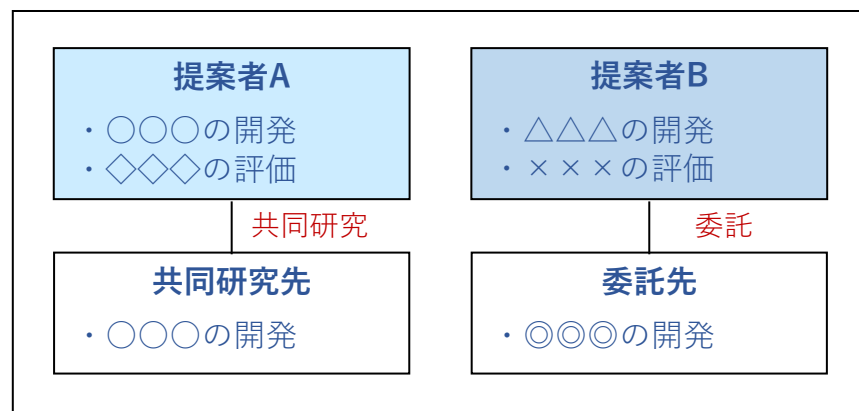 提案者A
・○○○の開発
・◇◇◇の評価
共同研究
共同研究先
・○○○の開発
提案者B
・△△△の開発
・×××の評価
委託
委託先
・◎◎◎の開発